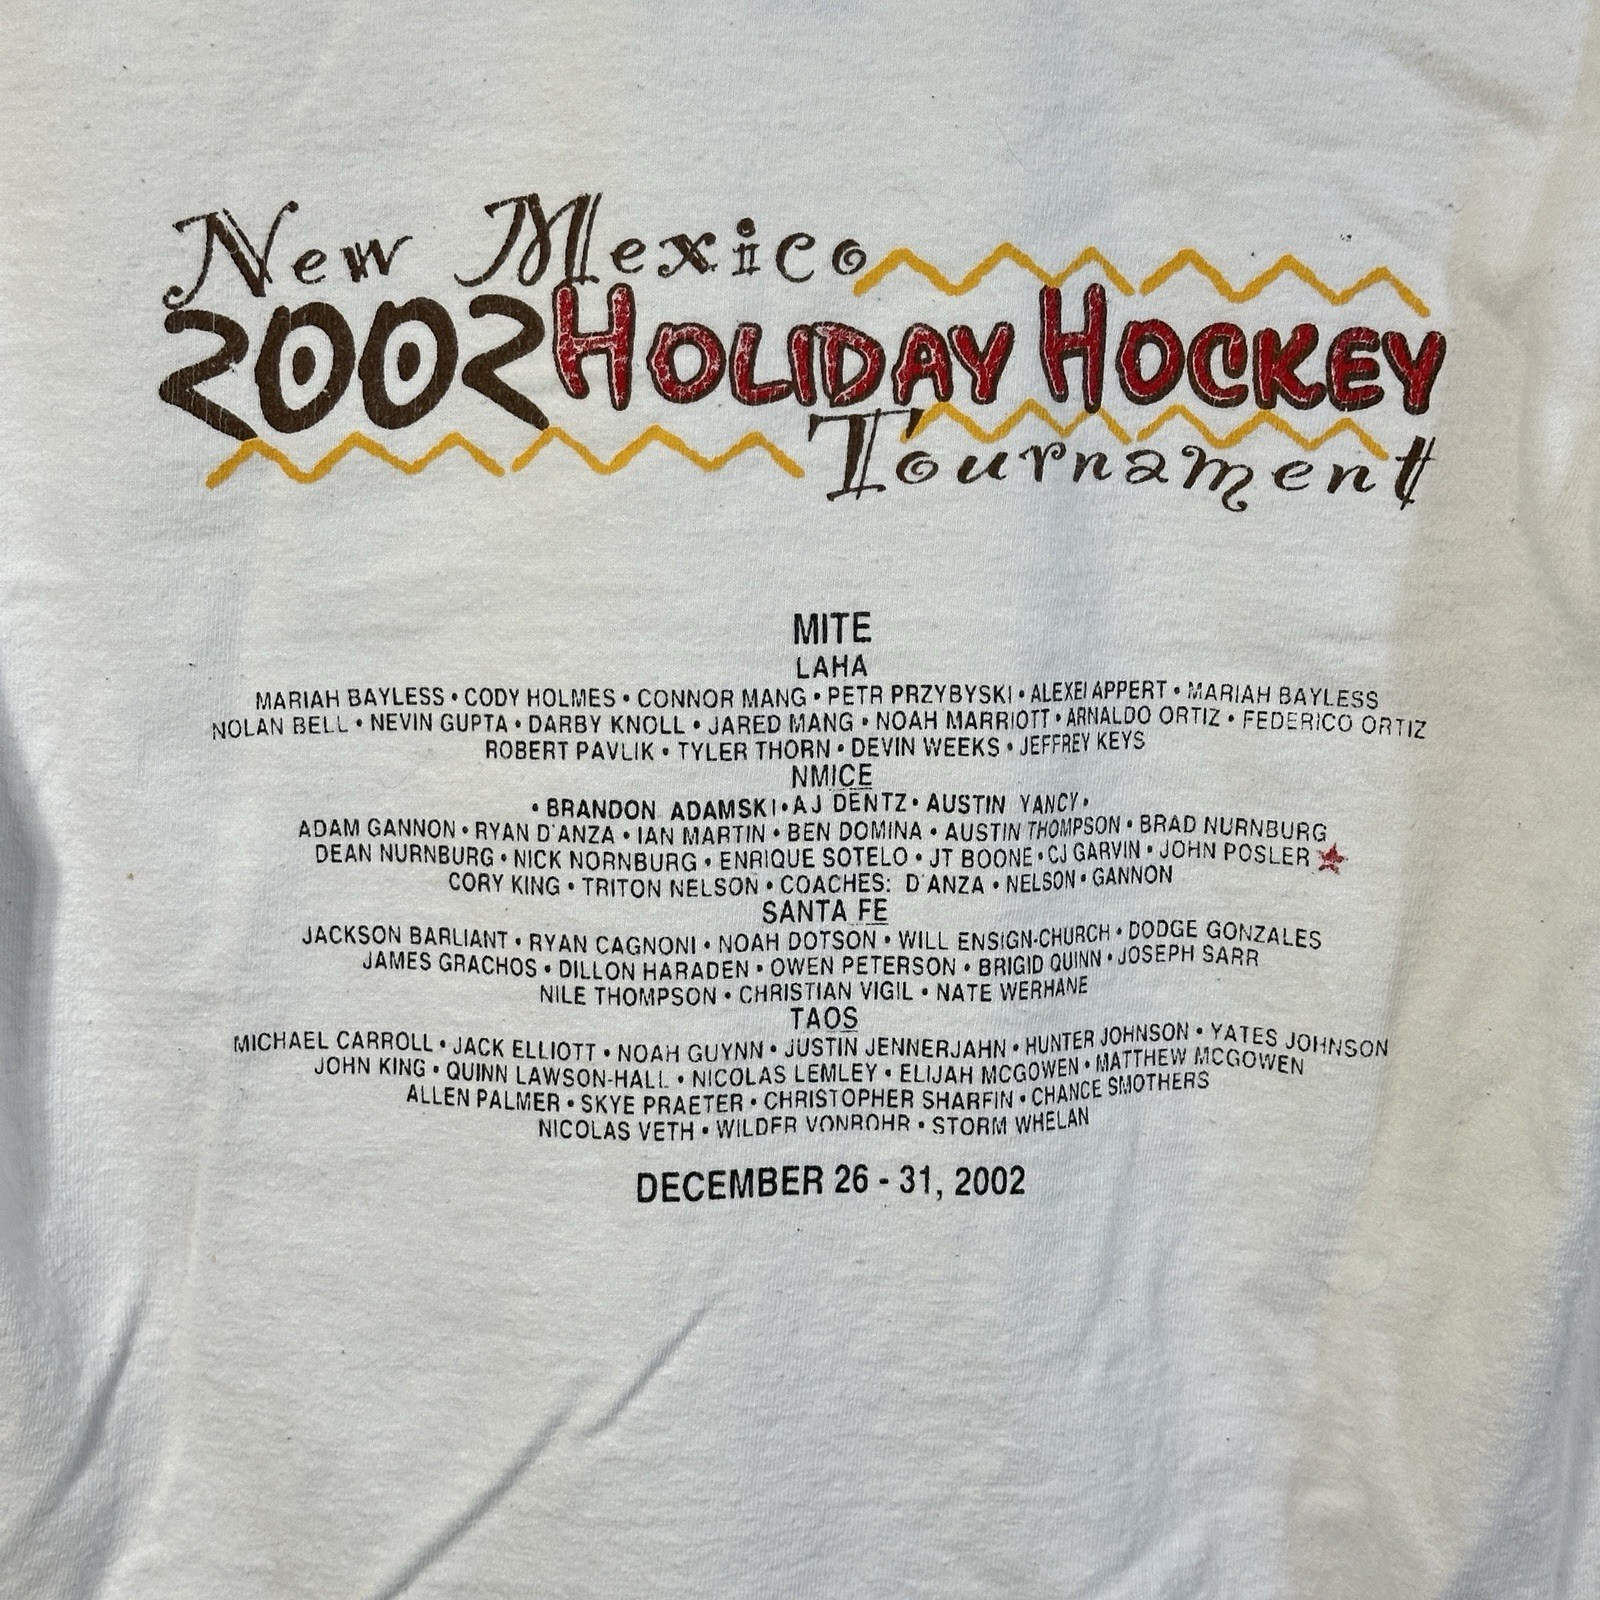 New Mexico
2002 HOLIDAY HOCKEY
Tournament
MITE
LAHA
MARIAH BAYLESS • CODY HOLMES • CONNOR MANG • PETR PRZYBYSKI • ALEXEI APPERT • MARIAH BAYLESS
NOLAN BELL • NEVIN GUPTA • DARBY KNOLL • JARED MANG • NOAH MARRIOTT • ARNALDO ORTIZ • FEDERICO ORTIZ
ROBERT PAVLIK • TYLER THORN • DEVIN WEEKS • JEFFREY KEYS
NMICE
• BRANDON ADAMSKI • AJ DENTZ • AUSTIN YANCY •
ADAM GANNON • RYAN D'ANZA • IAN MARTIN • BEN DOMINA • AUSTIN THOMPSON • BRAD NURNBURG
DEAN NURNBURG • NICK NORNBURG • ENRIQUE SOTELO • JT BOONE • CJ GARVIN • JOHN POSLER
CORY KING • TRITON NELSON • COACHES: D'ANZA • NELSON • GANNON
SANTA FE
JACKSON BARLIANT • RYAN CAGNONI • NOAH DOTSON • WILL ENSIGN-CHURCH • DODGE GONZALES
JAMES GRACHOS • DILLON HARADEN • OWEN PETERSON • BRIGID QUINN • JOSEPH SARR
NILE THOMPSON • CHRISTIAN VIGIL • NATE WERHANE
TAOS
MICHAEL CARROLL • JACK ELLIOTT • NOAH GUYNN • JUSTIN JENNERJAHN • HUNTER JOHNSON • YATES JOHNSON
JOHN KING • QUINN LAWSON-HALL • NICOLAS LEMLEY • ELIJAH MCGOWEN • MATTHEW MCGOWEN
ALLEN PALMER • SKYE PRAETER • CHRISTOPHER SHARFIN • CHANCE SMOTHERS
NICOLAS VETH • WILDER VONROHR • STORM WHELAN
DECEMBER 26 - 31, 2002